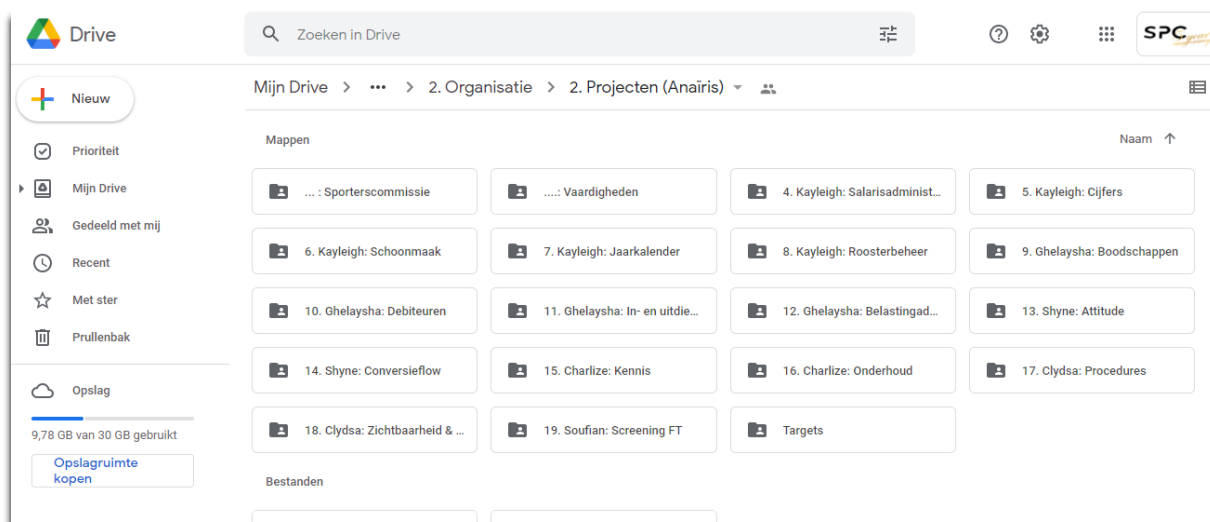 Drive
Zoeken in Drive
SPC
Nieuw
Mijn Drive > ••• > 2. Organisatie > 2. Projecten (Anaïris)
Prioriteit
Mijn Drive
Gedeeld met mij
Recent
Met ster
Prullenbak
Opslag
9,78 GB van 30 GB gebruikt
Opslagruimte
kopen
Mappen
Naam
... : Sporterscommissie
....: Vaardigheden
4. Kayleigh: Salarisadminist...
5. Kayleigh: Cijfers
6. Kayleigh: Schoonmaak
7. Kayleigh: Jaarkalender
8. Kayleigh: Roosterbeheer
9. Ghelaysha: Boodschappen
10. Ghelaysha: Debiteuren
11. Ghelaysha: In- en uitdie...
12. Ghelaysha: Belastingad...
13. Shyne: Attitude
14. Shyne: Conversieflow
15. Charlize: Kennis
16. Charlize: Onderhoud
17. Clydsa: Procedures
18. Clydsa: Zichtbaarheid & ...
19. Soufian: Screening FT
Targets
Bestanden